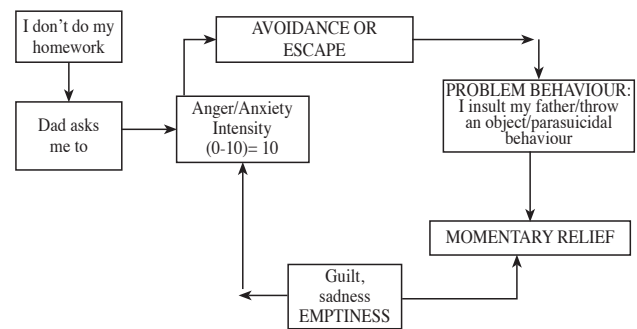 I don't do my
homework
Dad asks
me to
Anger/Anxiety
Intensity
(0-10)= 10
AVOIDANCE OR
ESCAPE
PROBLEM BEHAVIOUR:
I insult my father/throw
an object/parasuicidal
behaviour
MOMENTARY RELIEF
Guilt,
sadness
EMPTINESS